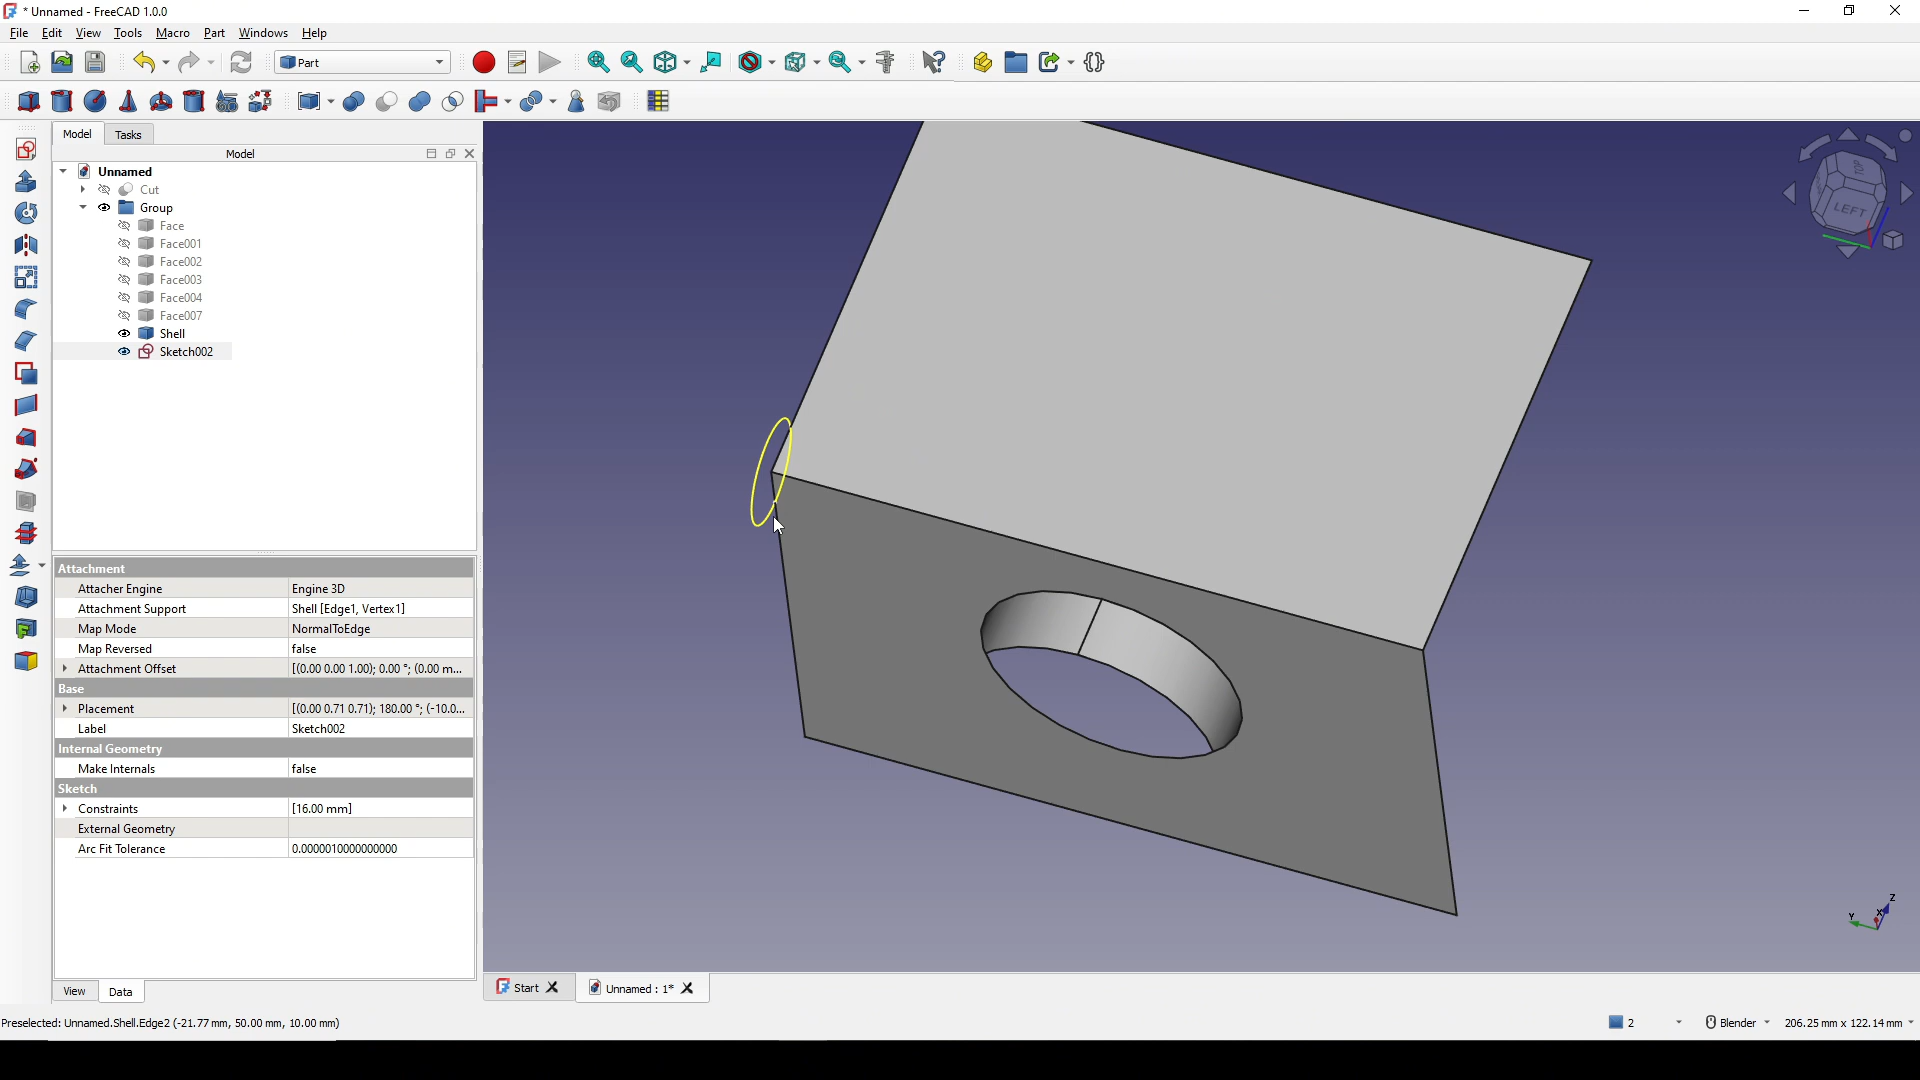 * Unnamed - FreeCAD 1.0.0
File Edit View Tools Macro Part Windows Help
Part
Model Tasks
Model
Unnamed
Cut
Group
Face
Face001
Face002
Face003
Face004
Face007
Shell
Sketch002
Attachment
Attacher Engine Engine 3D
Attachment Support Shell [Edge1, Vertex1]
Map Mode NormalToEdge
Map Reversed false
Attachment Offset [(0.00 0.00 1.00); 0.00 °; (0.00 m...
Base
Placement [(0.00 0.71 0.71); 180.00 °; (-10.0...
Label Sketch002
Internal Geometry
Make Internals false
Sketch
Constraints [16.00 mm]
External Geometry
Arc Fit Tolerance 0.0000010000000000
View Data
TOP
LEFT
Z
Y X
Start Unnamed : 1*
Preselected: Unnamed.Shell.Edge2 (-21.77 mm, 50.00 mm, 10.00 mm) 2 Blender 206.25 mm x 122.14 mm